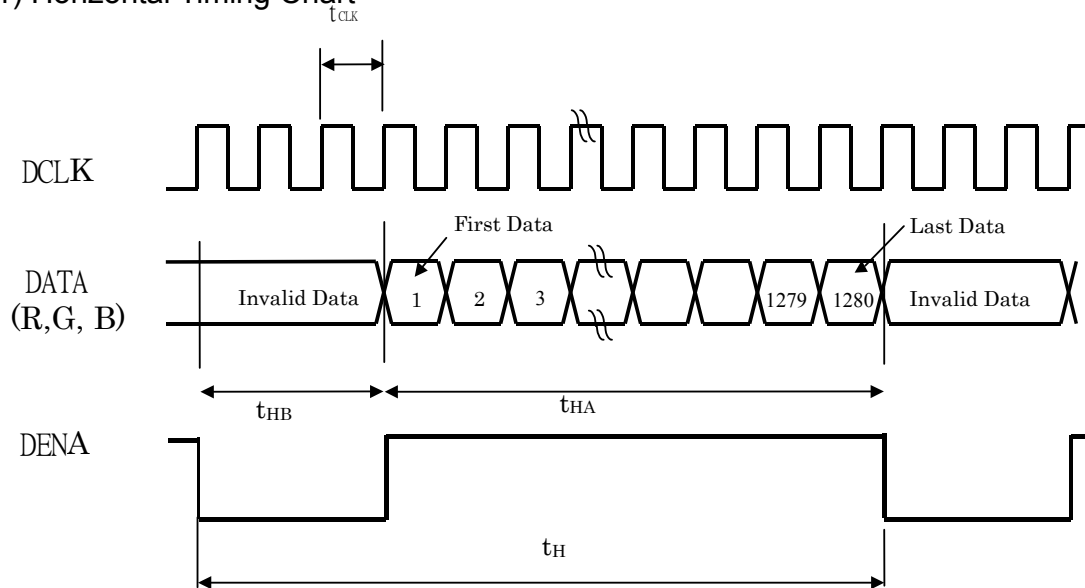 Horizontal Timing Chart
tCLK
DCLK
First Data
Last Data
DATA
(R,G, B)
Invalid Data
1
2
3
1279
1280
Invalid Data
tHB
tHA
DENA
tH